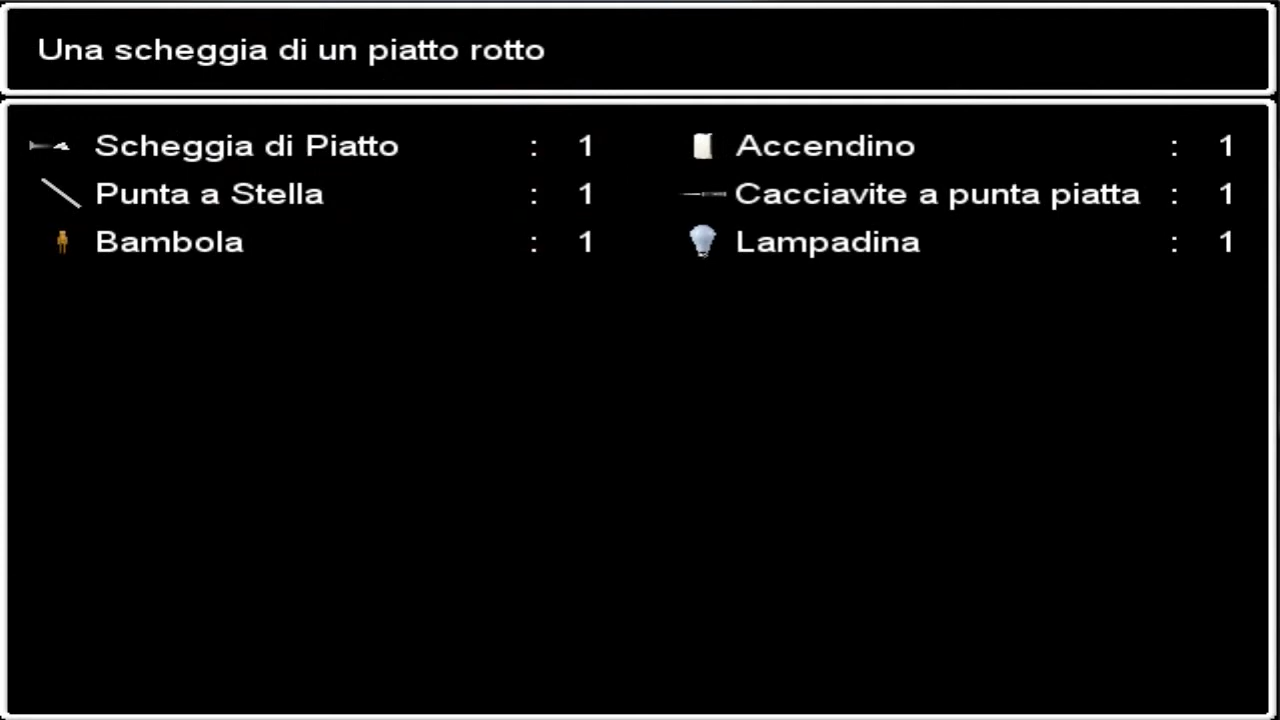 Una scheggia di un piatto rotto
Scheggia di Piatto : 1 Accendino : 1
Punta a Stella : 1 Cacciavite a punta piatta : 1
Bambola : 1 Lampadina : 1